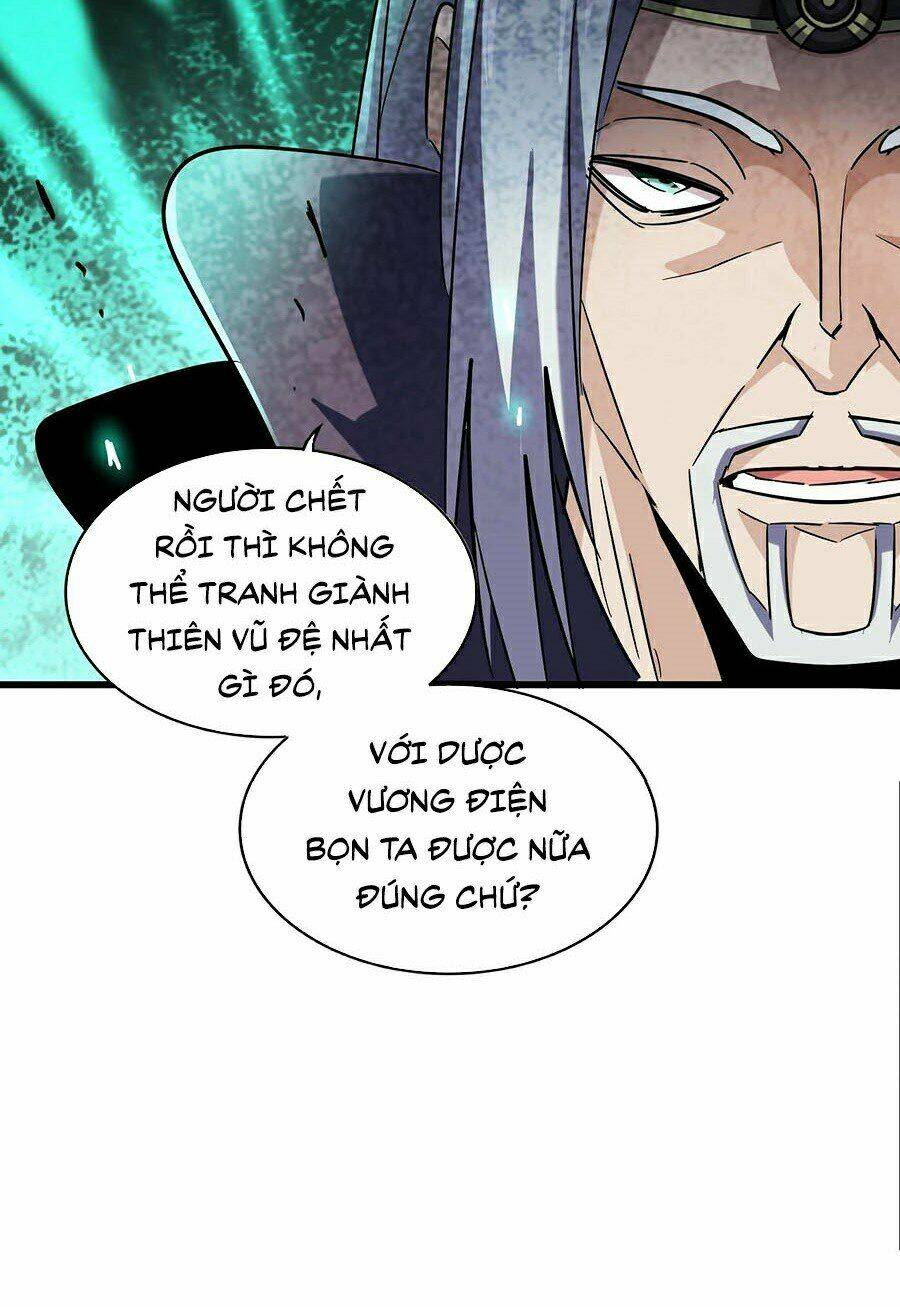 NGƯỜI CHẾT
RỒI THÌ KHÔNG
THỂ TRANH GIÀNH
THIÊN VŨ ĐỆ NHẤT
GÌ ĐÓ,
VỚI DƯỢC
VƯƠNG ĐIỆN
BỌN TA ĐƯỢC NỮA
ĐÚNG CHỨ?